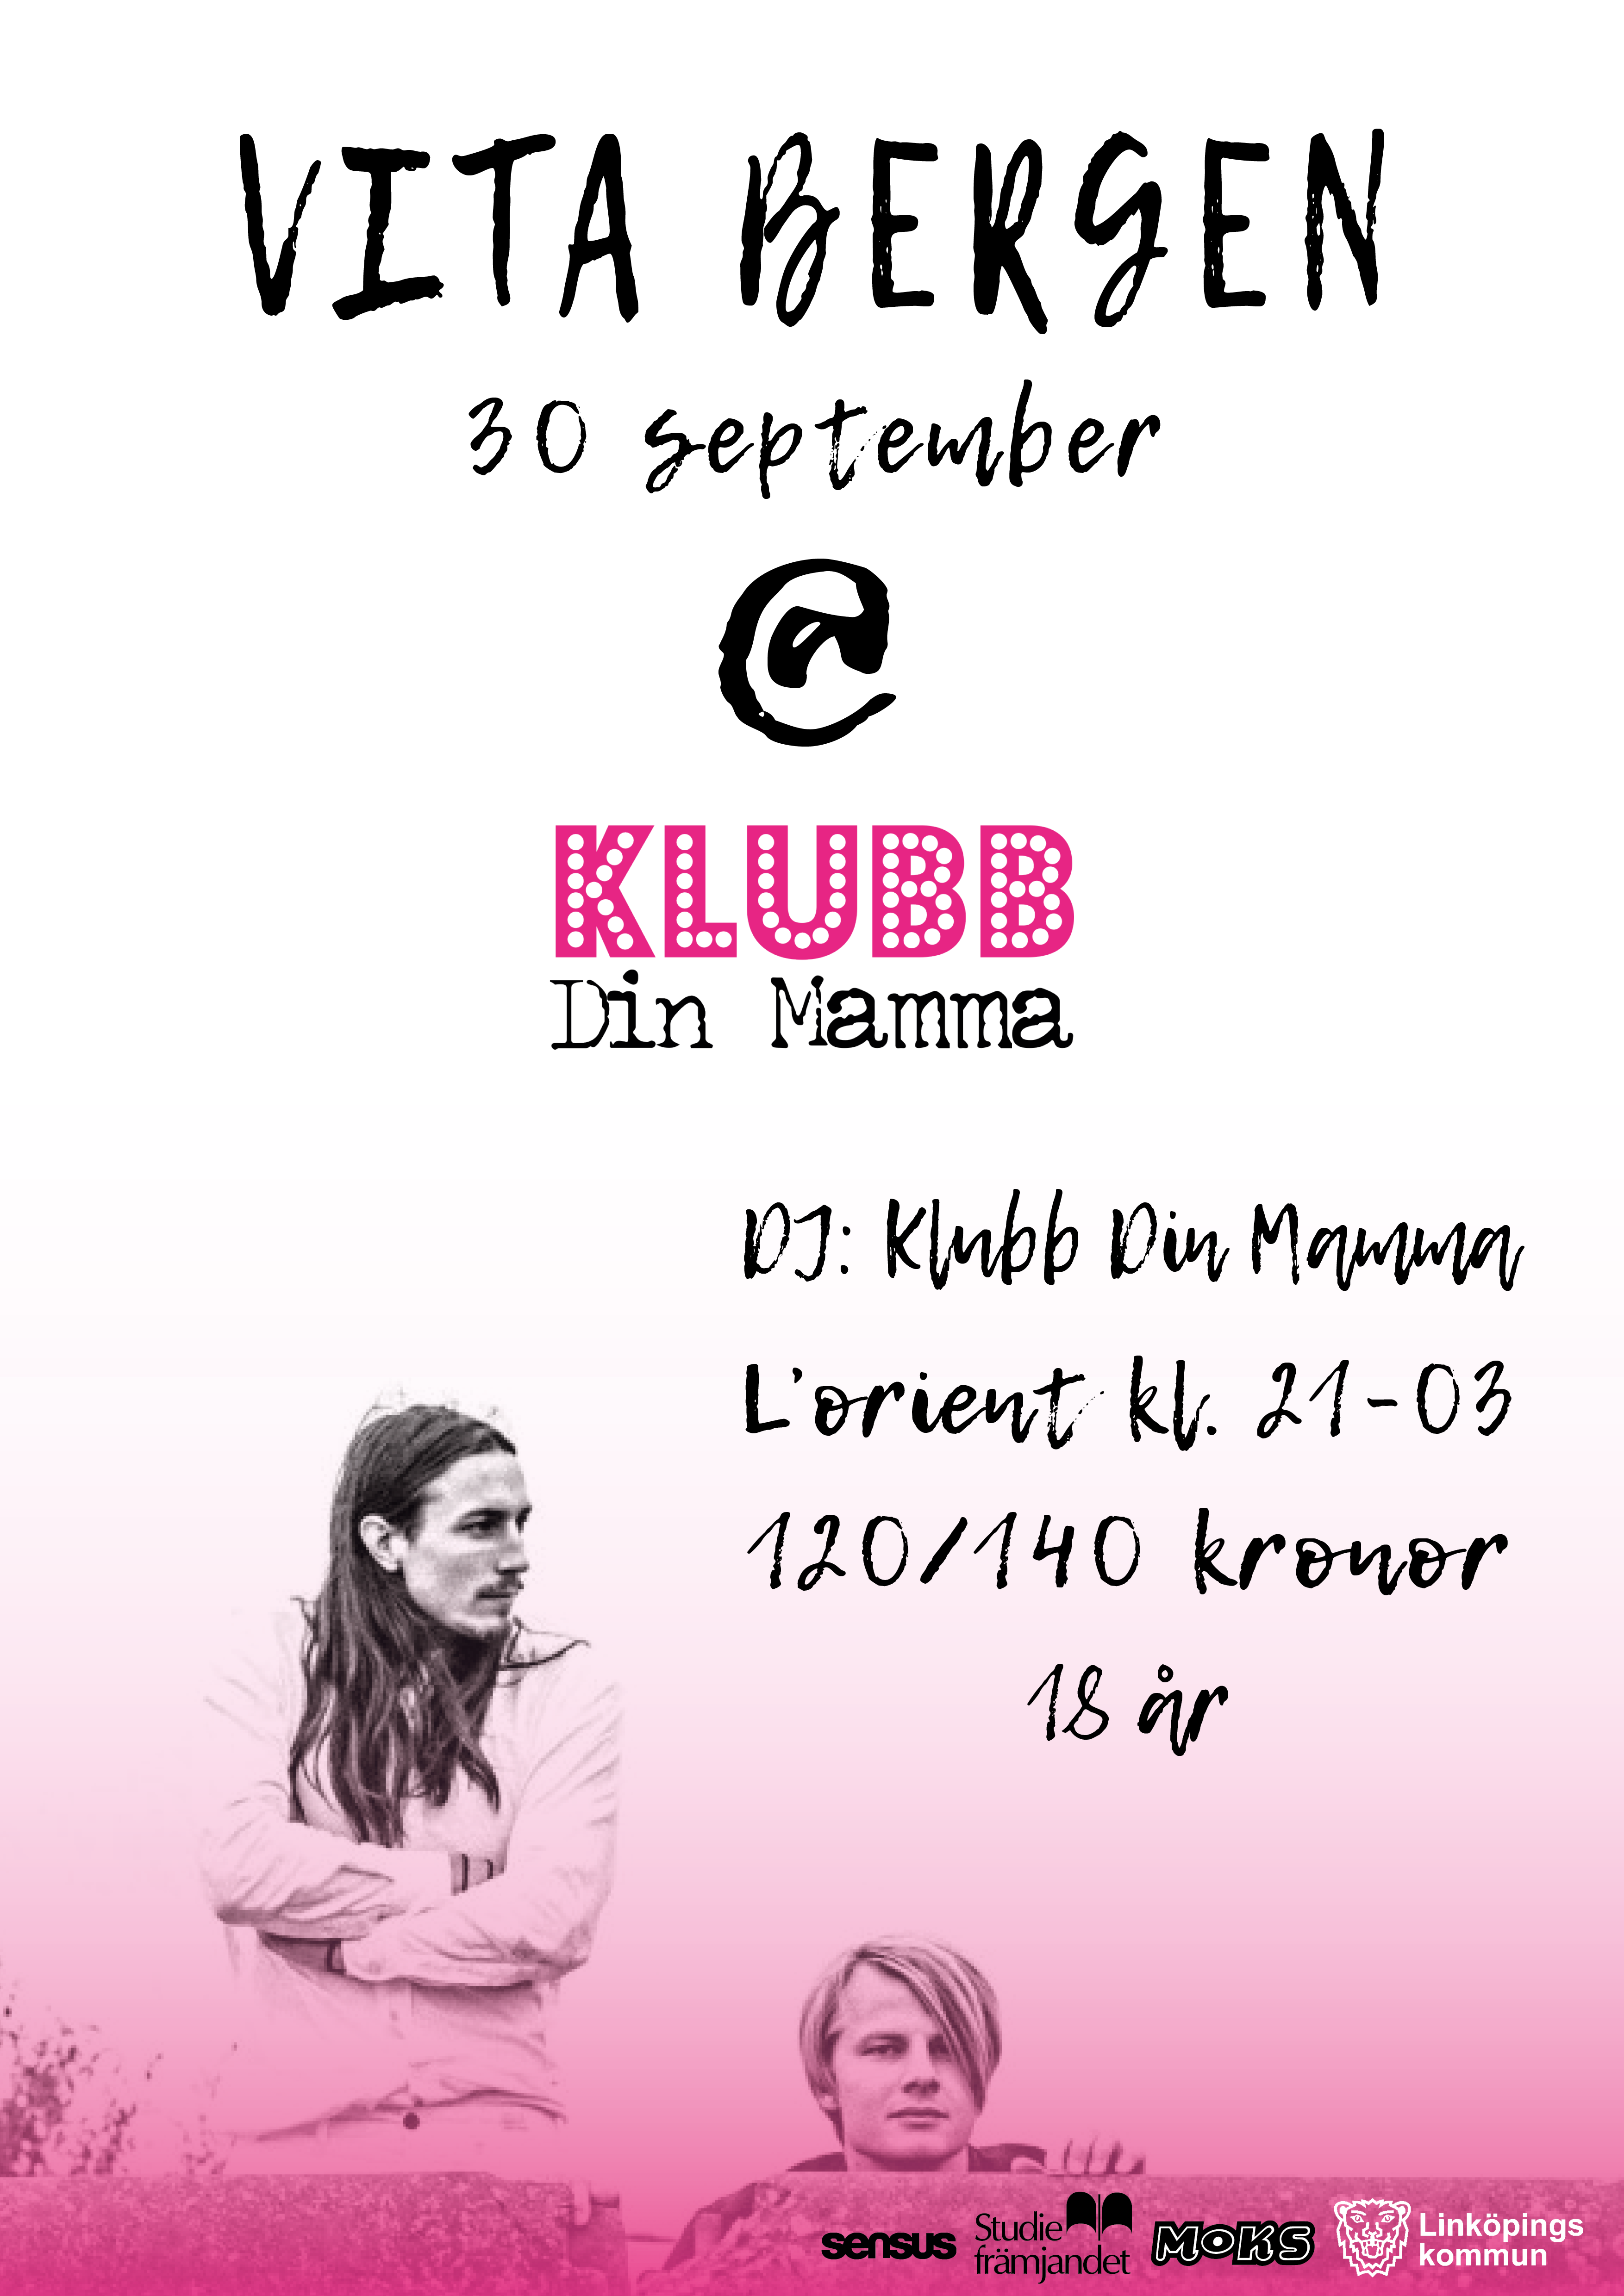 VITA BERGEN
30 september
@
KLUBB
Din Mamma
DJ: Klubb Din Mamma
L'orient kl. 21-03
120/140 kronor
18 år
sensus
Studie
främjandet
MOKS
Linköpings
kommun